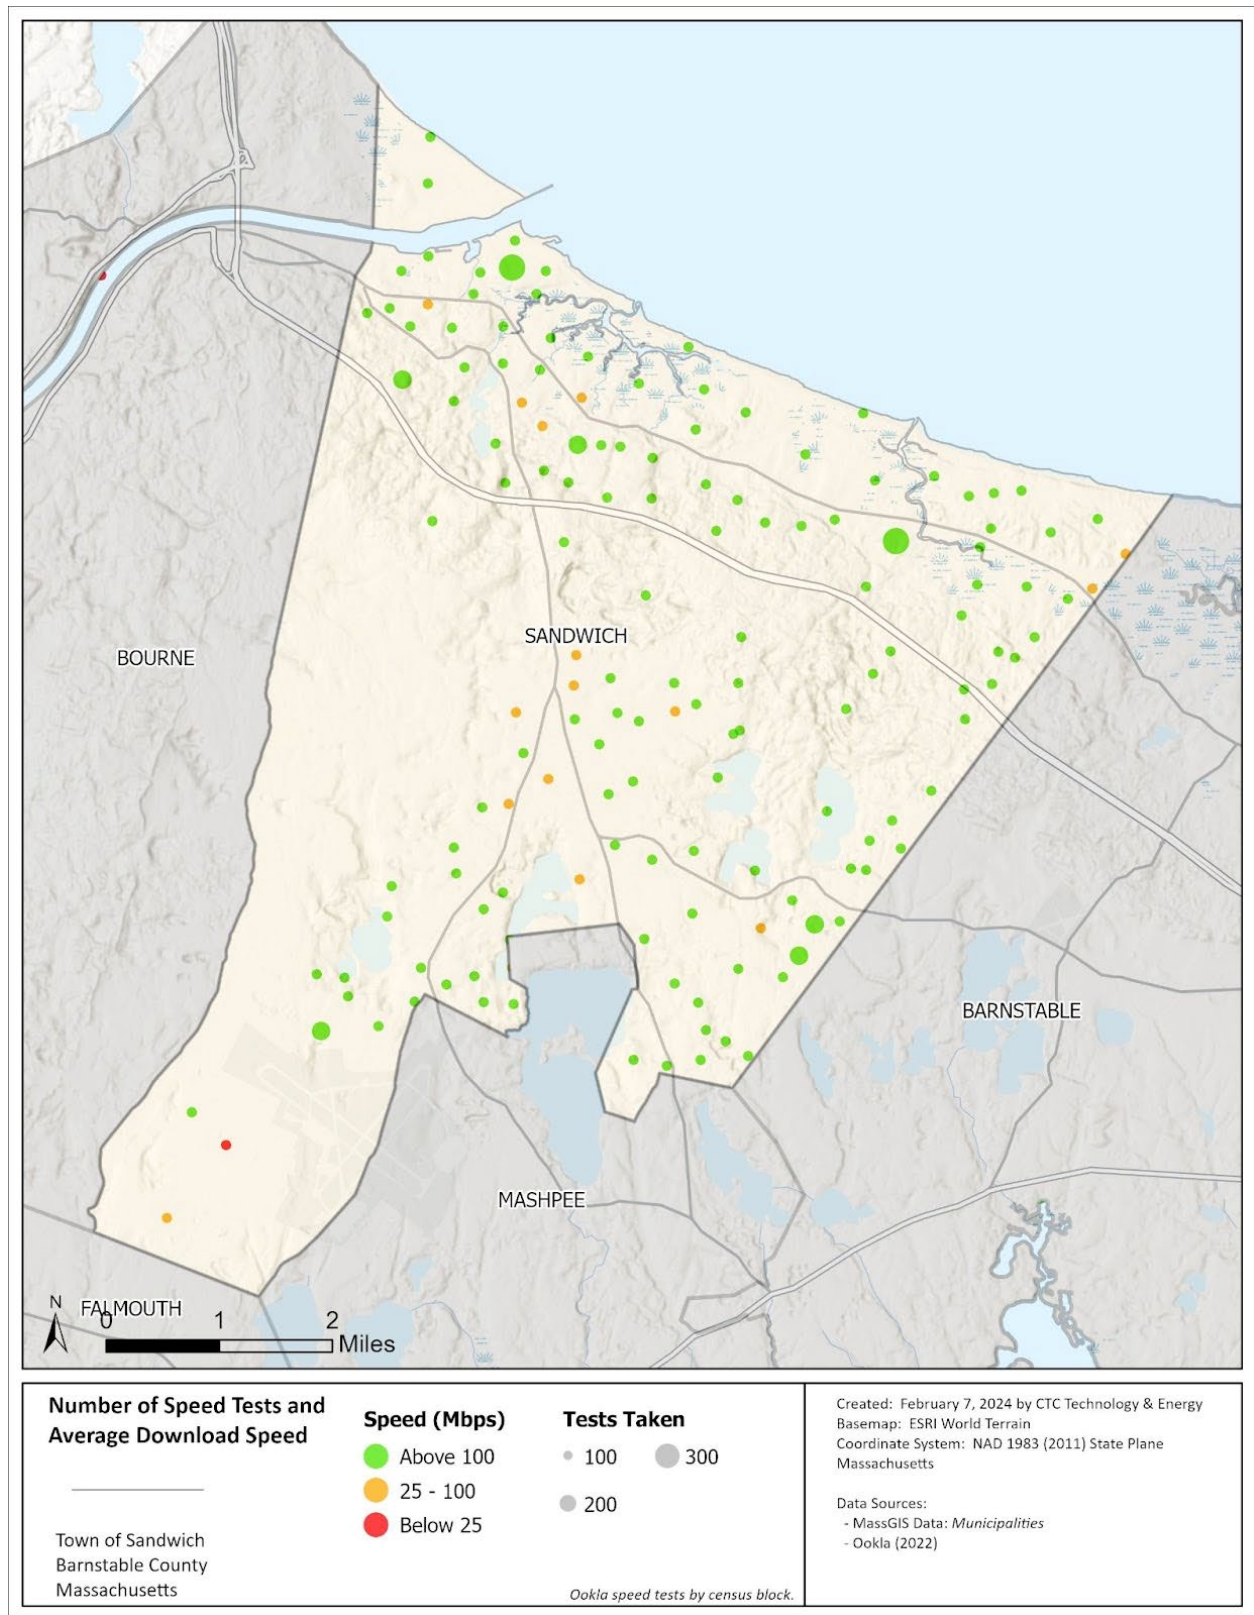 SANDWICH
BOURNE
BARNSTABLE
MASHPEE
N
FALMOUTH
0 1 2
Miles
Number of Speed Tests and
Average Download Speed
Town of Sandwich
Barnstable County
Massachusetts
Speed (Mbps)
Above 100
25 - 100
Below 25
Tests Taken
100
300
200
Ookla speed tests by census block.
Created: February 7, 2024 by CTC Technology & Energy
Basemap: ESRI World Terrain
Coordinate System: NAD 1983 (2011) State Plane
Massachusetts
Data Sources:
- MassGIS Data: Municipalities
- Ookla (2022)